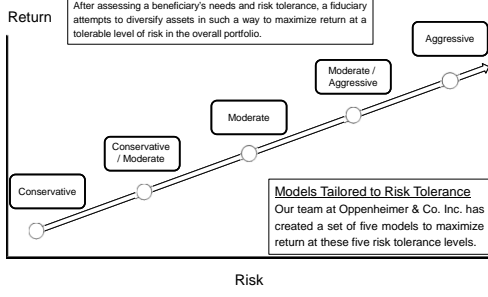 After assessing a beneficiary's needs and risk tolerance, a fiduciary
attempts to diversify assets in such a way to maximize return at a
tolerable level of risk in the overall portfolio.
Return
Aggressive
Moderate /
Aggressive
Moderate
Conservative
/ Moderate
Conservative
Models Tailored to Risk Tolerance
Our team at Oppenheimer & Co. Inc. has
created a set of five models to maximize
return at these five risk tolerance levels.
Risk